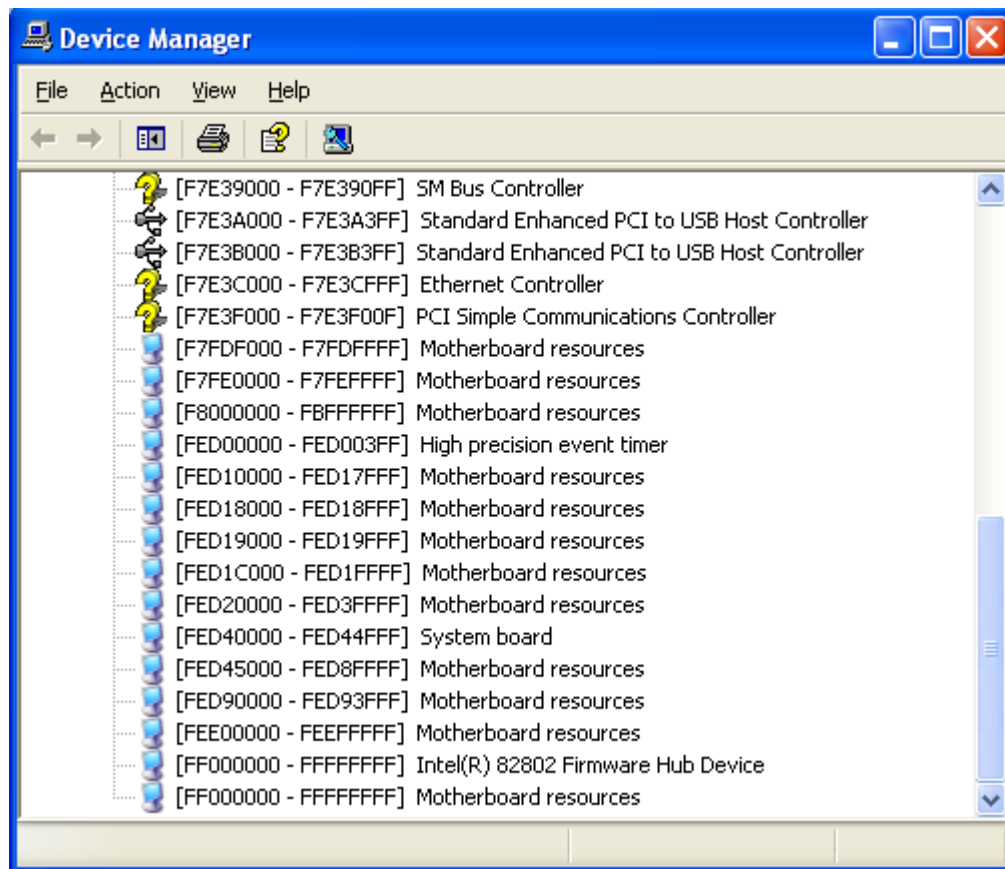 Device Manager
File Action View Help
[F7E39000 - F7E390FF] SM Bus Controller
[F7E3A000 - F7E3A3FF] Standard Enhanced PCI to USB Host Controller
[F7E3B000 - F7E3B3FF] Standard Enhanced PCI to USB Host Controller
[F7E3C000 - F7E3CFFF] Ethernet Controller
[F7E3F000 - F7E3F00F] PCI Simple Communications Controller
[F7FDF000 - F7FDFFFF] Motherboard resources
[F7FE0000 - F7FEFFFF] Motherboard resources
[F8000000 - FBFFFFFF] Motherboard resources
[FED00000 - FED003FF] High precision event timer
[FED10000 - FED17FFF] Motherboard resources
[FED18000 - FED18FFF] Motherboard resources
[FED19000 - FED19FFF] Motherboard resources
[FED1C000 - FED1FFFF] Motherboard resources
[FED20000 - FED3FFFF] Motherboard resources
[FED40000 - FED44FFF] System board
[FED45000 - FED8FFFF] Motherboard resources
[FED90000 - FED93FFF] Motherboard resources
[FEE00000 - FEEFFFFF] Motherboard resources
[FF000000 - FFFFFFFF] Intel(R) 82802 Firmware Hub Device
[FF000000 - FFFFFFFF] Motherboard resources